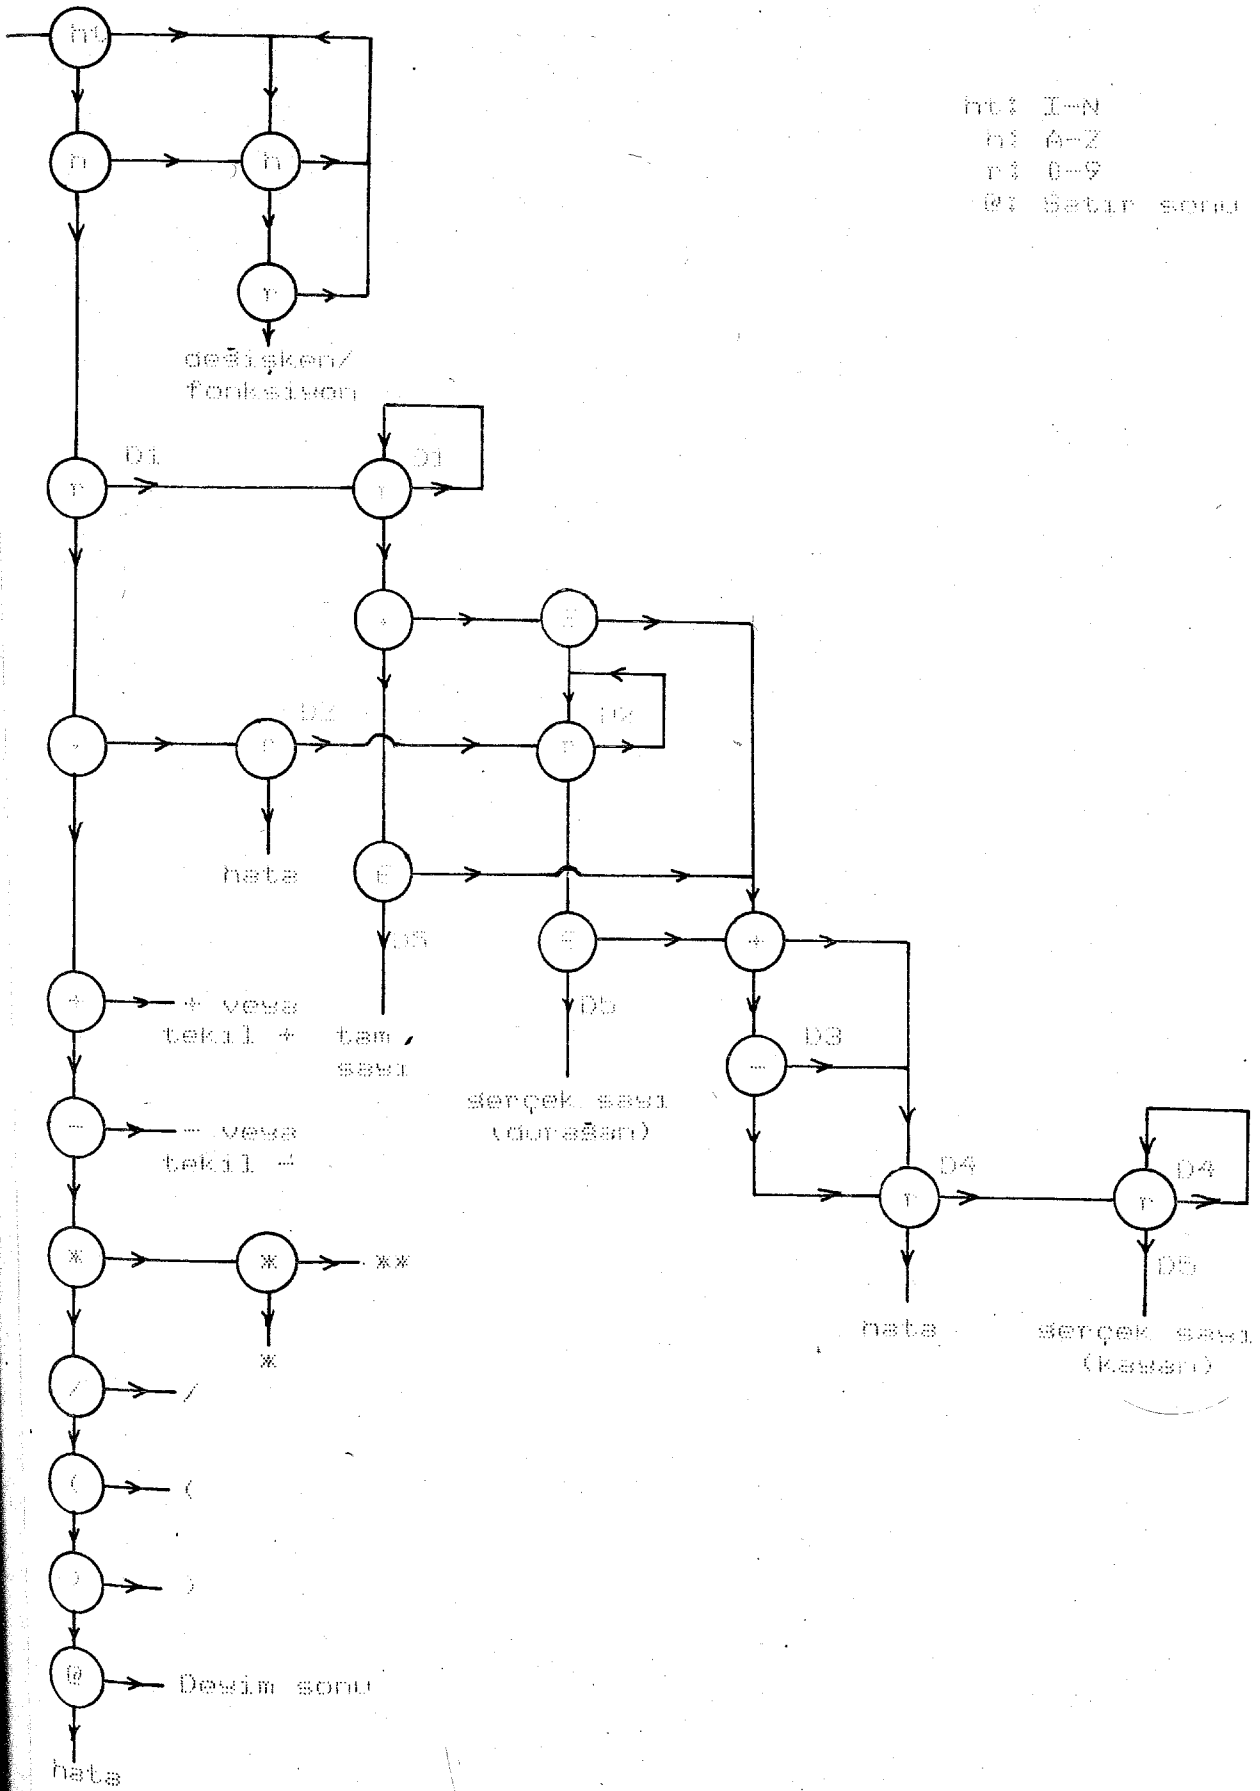 ht
ht: I-N
h: A-Z
r: 0-9
@: Satır sonu
h
h
r
değişken/
fonksiyon
D1
D1
r
r
.
D2
D2
.
r
r
hata
E
E
+
D5
D5
+
+ veya
tekil +
tam
sayı
D3
-
gerçek sayı
(durağan)
-
- veya
tekil -
D4
D4
r
r
*
*
**
D5
*
hata
gerçek sayı
(kayan)
/
/
(
(
)
)
@
Deyim sonu
hata